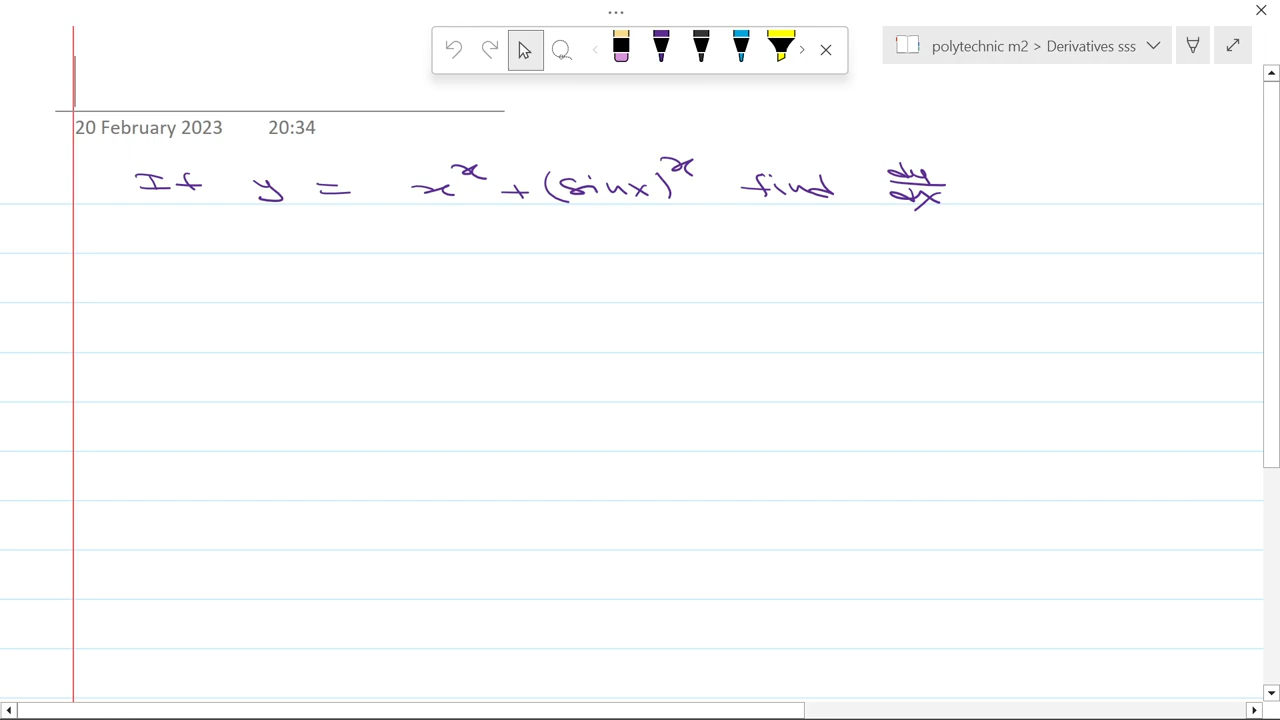 ...
polytechnic m2 > Derivatives sss
20 February 2023 20:34
If y = x^x + (sinx)^x find dy/dx